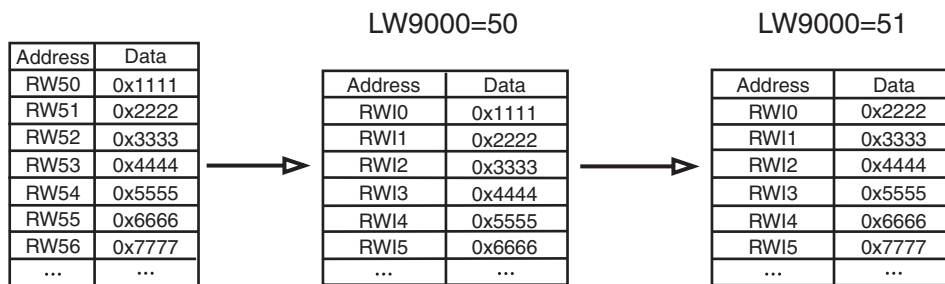 LW9000=50
LW9000=51
Address Data
RW50 0x1111
RW51 0x2222
RW52 0x3333
RW53 0x4444
RW54 0x5555
RW55 0x6666
RW56 0x7777
... ...
Address Data
RWI0 0x1111
RWI1 0x2222
RWI2 0x3333
RWI3 0x4444
RWI4 0x5555
RWI5 0x6666
... ...
Address Data
RWI0 0x2222
RWI1 0x3333
RWI2 0x4444
RWI3 0x5555
RWI4 0x6666
RWI5 0x7777
... ...